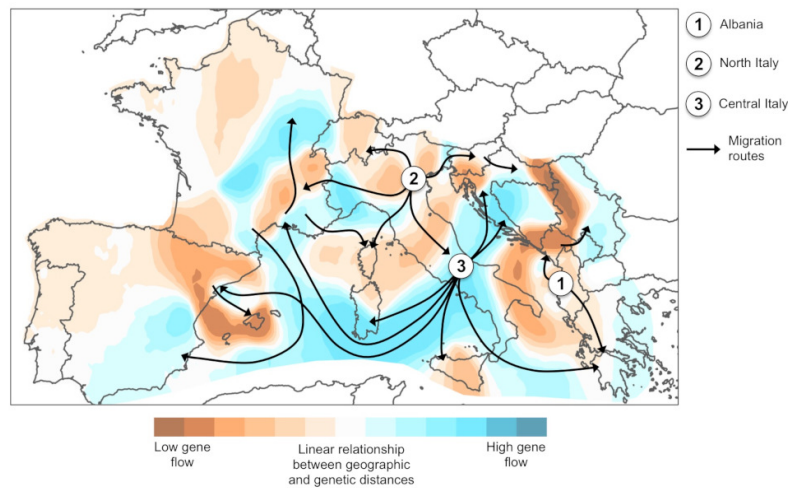 1 Albania
2 North Italy
3 Central Italy
Migration
routes
2
3
1
Low gene
flow
Linear relationship
between geographic
and genetic distances
High gene
flow